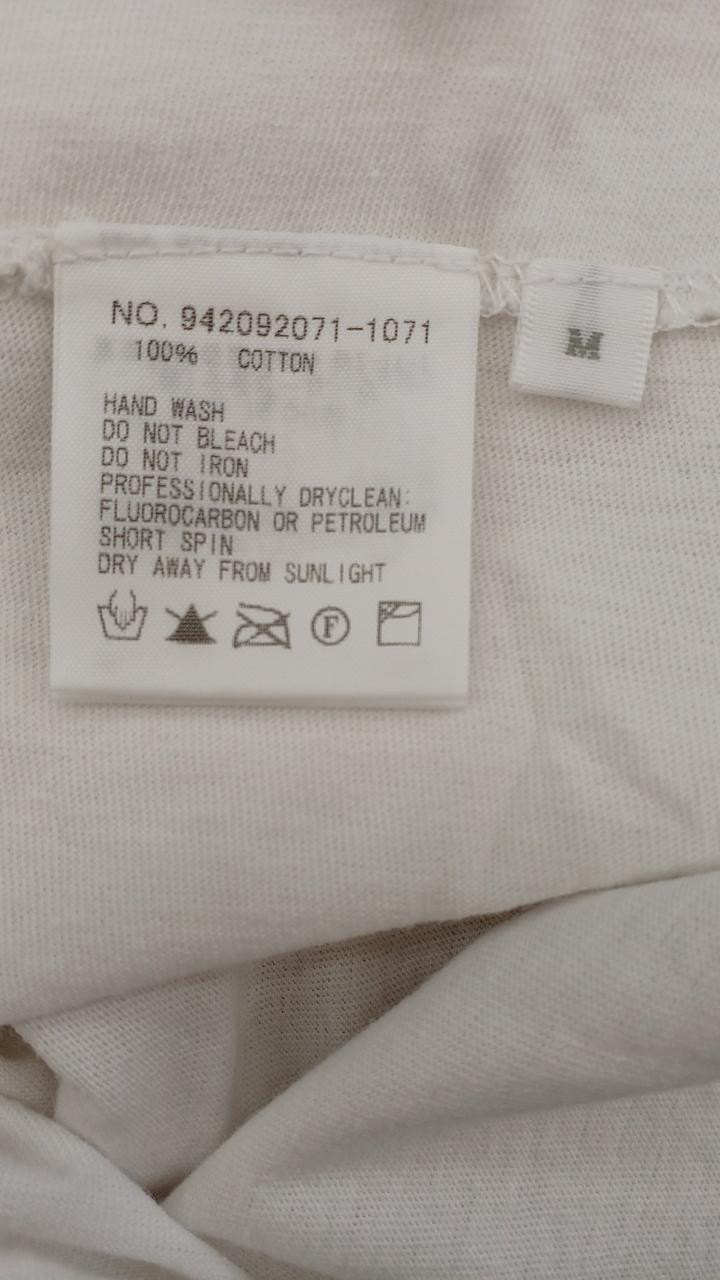 NO. 942092071-1071
100% COTTON
HAND WASH
DO NOT BLEACH
DO NOT IRON
PROFESSIONALLY DRYCLEAN:
FLUOROCARBON OR PETROLEUM
SHORT SPIN
DRY AWAY FROM SUNLIGHT
F
M